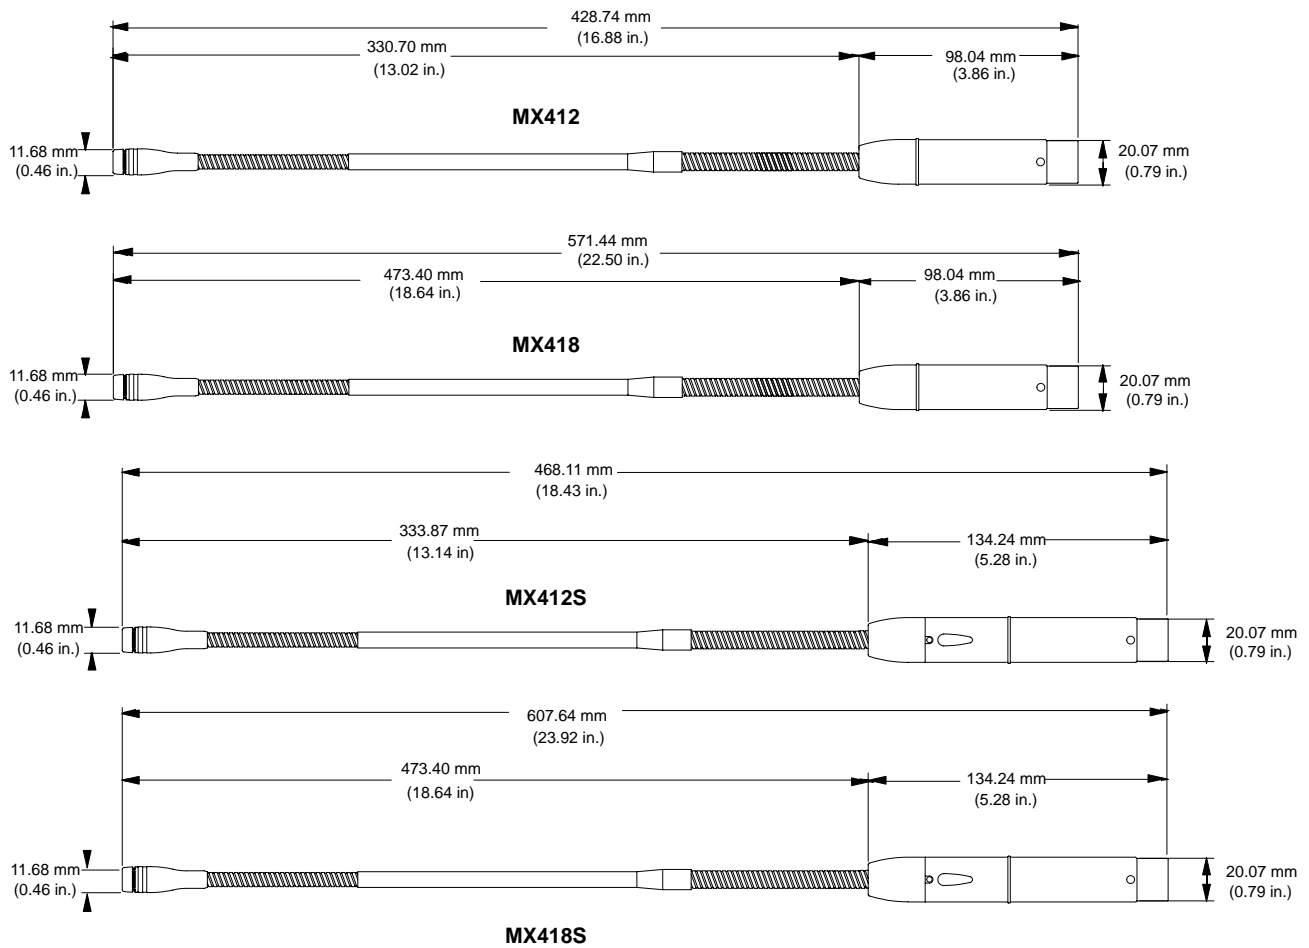 428.74 mm
(16.88 in.)
330.70 mm
(13.02 in.)
98.04 mm
(3.86 in.)
MX412
11.68 mm
(0.46 in.)
20.07 mm
(0.79 in.)
571.44 mm
(22.50 in.)
473.40 mm
(18.64 in.)
98.04 mm
(3.86 in.)
MX418
11.68 mm
(0.46 in.)
20.07 mm
(0.79 in.)
468.11 mm
(18.43 in.)
333.87 mm
(13.14 in)
134.24 mm
(5.28 in.)
MX412S
11.68 mm
(0.46 in.)
20.07 mm
(0.79 in.)
607.64 mm
(23.92 in.)
473.40 mm
(18.64 in)
134.24 mm
(5.28 in.)
11.68 mm
(0.46 in.)
20.07 mm
(0.79 in.)
MX418S